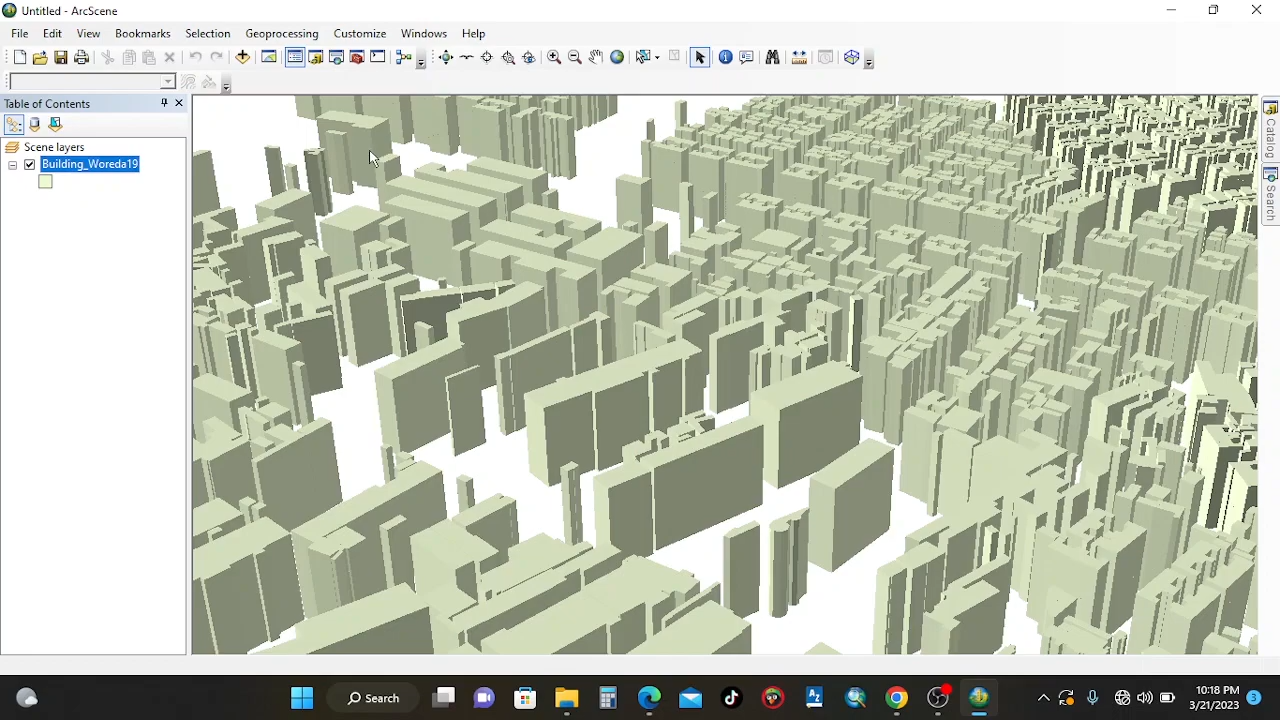 Untitled - ArcScene
File Edit View Bookmarks Selection Geoprocessing Customize Windows Help
Table of Contents
Scene layers
Building_Woreda19
Catalog
Search
Search
10:18 PM
3/21/2023
3